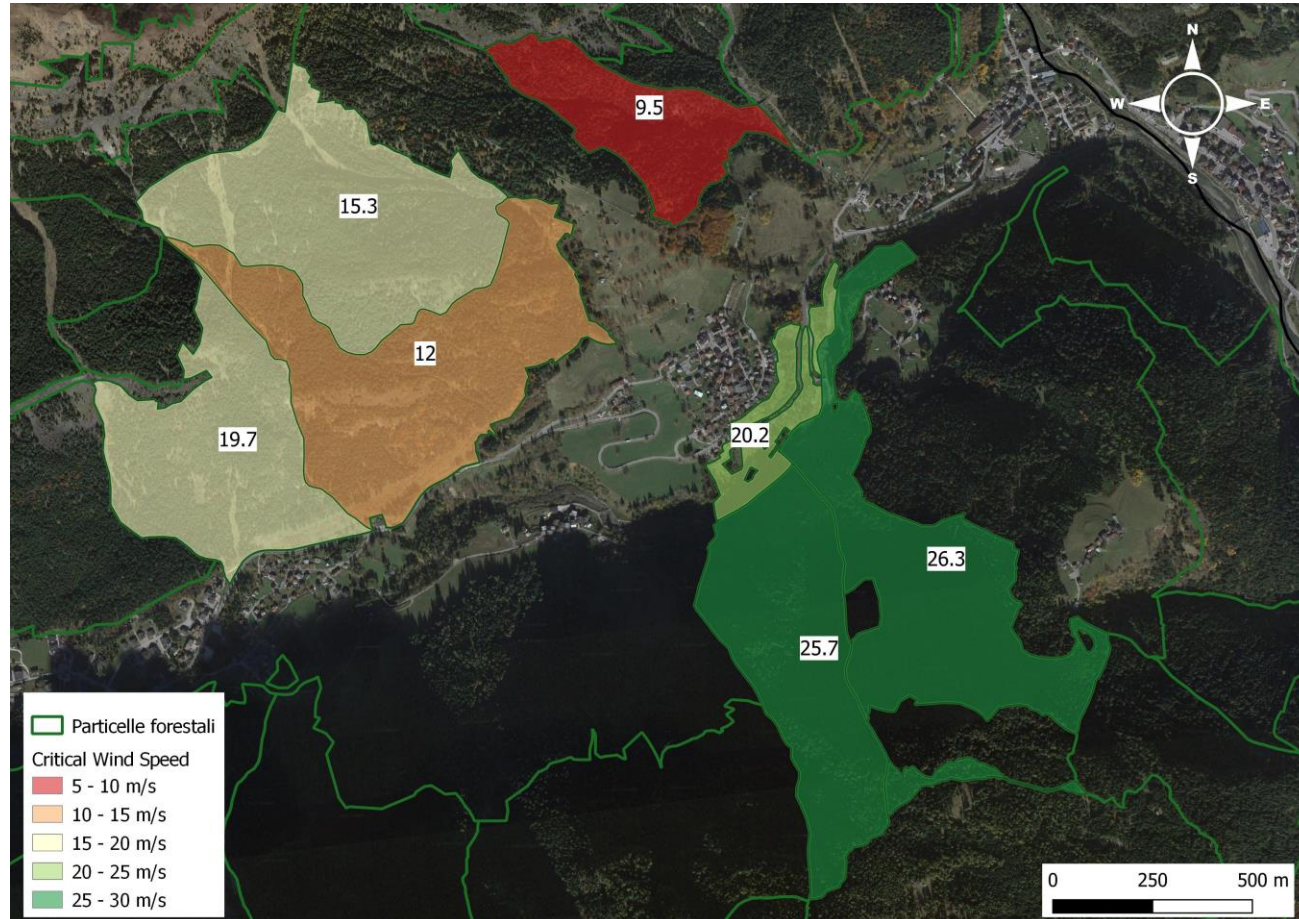 N
W
E
S
9.5
15.3
12
19.7
20.2
26.3
25.7
Particelle forestali
Critical Wind Speed
5 - 10 m/s
10 - 15 m/s
15 - 20 m/s
20 - 25 m/s
25 - 30 m/s
0 250 500 m